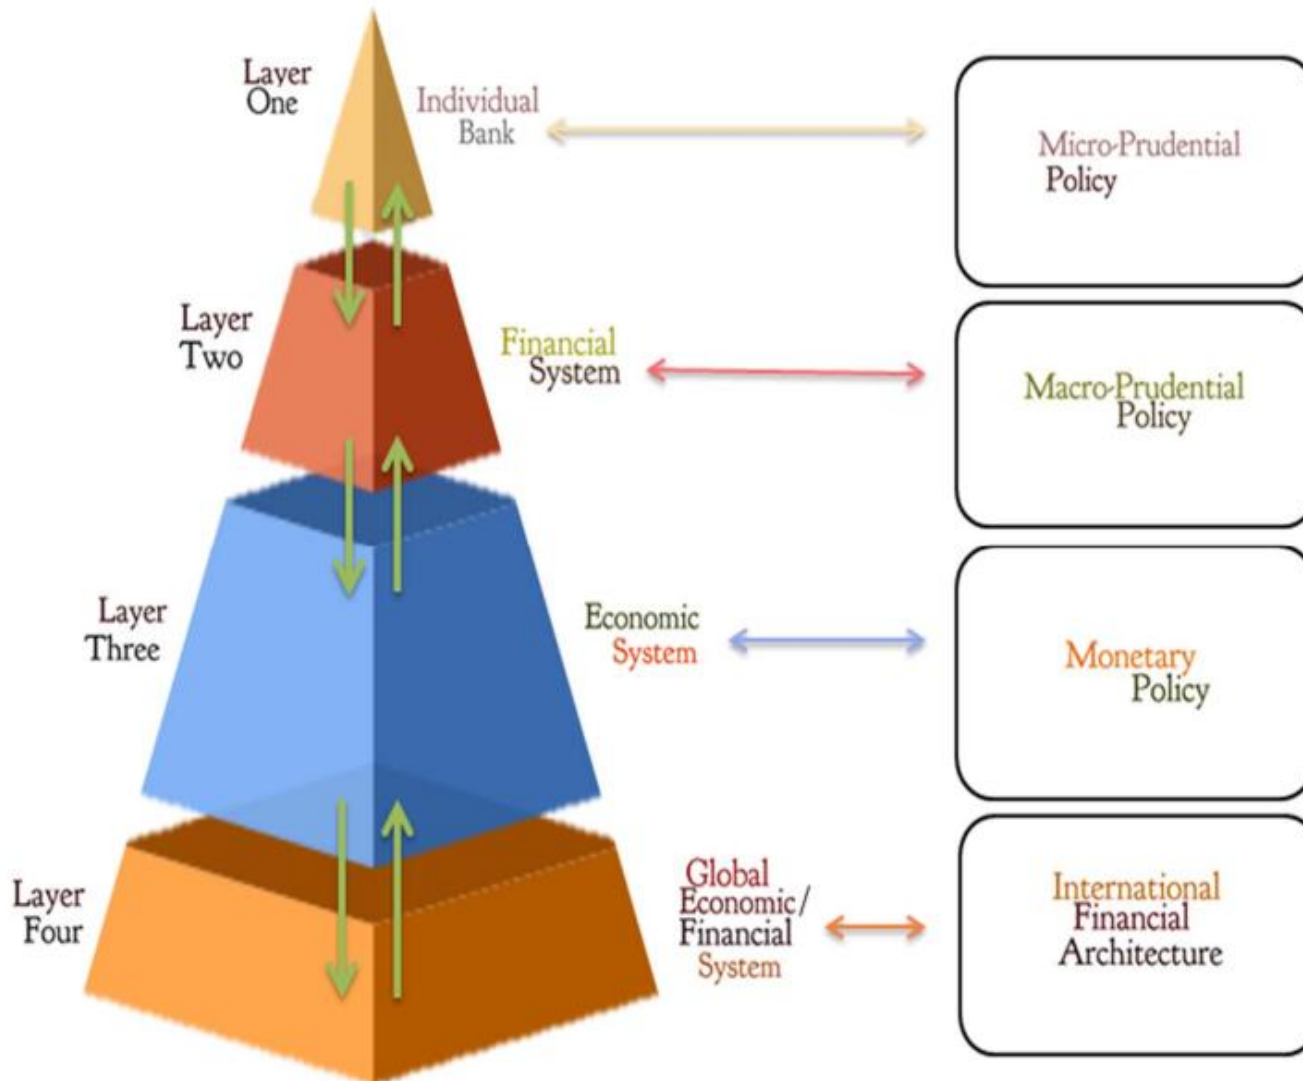 Layer
One
Individual
Bank
Micro-Prudential
Policy
Layer
Two
Financial
System
Macro-Prudential
Policy
Layer
Three
Economic
System
Monetary
Policy
Layer
Four
Global
Economic/
Financial
System
International
Financial
Architecture